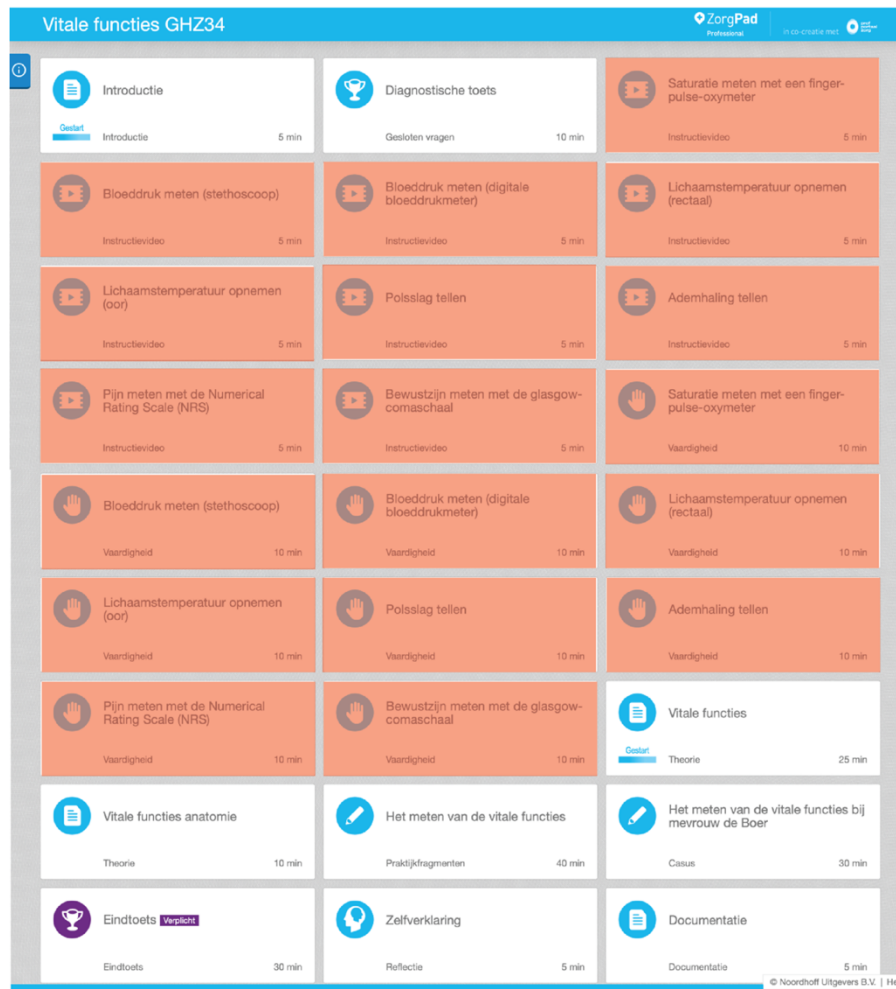 Vitale functies GHZ34
ZorgPad
Professional
in co-creatie met
Introductie
Gestart
Introductie 5 min
Diagnostische toets
Gesloten vragen 10 min
Saturatie meten met een finger-
pulse-oxymeter
Instructievideo 5 min
Bloeddruk meten (stethoscoop)
Instructievideo 5 min
Bloeddruk meten (digitale
bloeddrukmeter)
Instructievideo 5 min
Lichaamstemperatuur opnemen
(rectaal)
Instructievideo 5 min
Lichaamstemperatuur opnemen
(oor)
Instructievideo 5 min
Polsslag tellen
Instructievideo 5 min
Ademhaling tellen
Instructievideo 5 min
Pijn meten met de Numerical
Rating Scale (NRS)
Instructievideo 5 min
Bewustzijn meten met de glasgow-
comaschaal
Instructievideo 5 min
Saturatie meten met een finger-
pulse-oxymeter
Vaardigheid 10 min
Bloeddruk meten (stethoscoop)
Vaardigheid 10 min
Bloeddruk meten (digitale
bloeddrukmeter)
Vaardigheid 10 min
Lichaamstemperatuur opnemen
(rectaal)
Vaardigheid 10 min
Lichaamstemperatuur opnemen
(oor)
Vaardigheid 10 min
Polsslag tellen
Vaardigheid 10 min
Ademhaling tellen
Vaardigheid 10 min
Pijn meten met de Numerical
Rating Scale (NRS)
Vaardigheid 10 min
Bewustzijn meten met de glasgow-
comaschaal
Vaardigheid 10 min
Vitale functies
Gestart
Theorie 25 min
Vitale functies anatomie
Theorie 10 min
Het meten van de vitale functies
Praktijkfragmenten 40 min
Het meten van de vitale functies bij
mevrouw de Boer
Casus 30 min
Eindtoets Verplicht
Eindtoets 30 min
Zelfverklaring
Reflectie 5 min
Documentatie
Documentatie 5 min
© Noordhoff Uitgevers B.V. | He